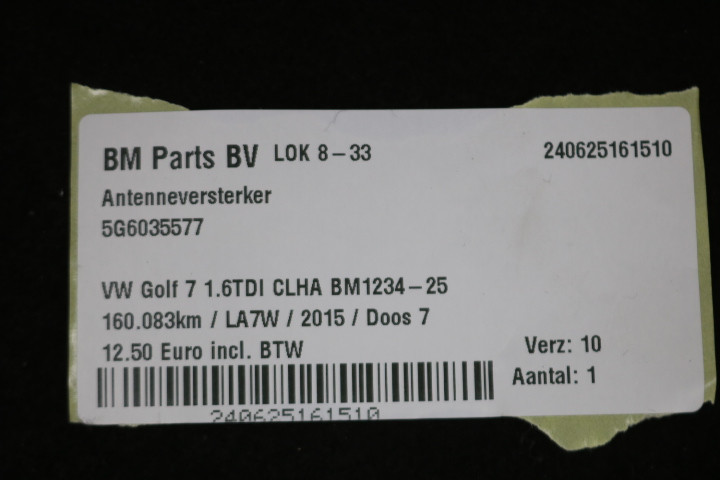 BM Parts BV LOK 8-33 240625161510
Antenneversterker
5G6035577
VW Golf 7 1.6TDI CLHA BM1234-25
160.083km / LA7W / 2015 / Doos 7
12.50 Euro incl. BTW Verz: 10
Aantal: 1
240625161510